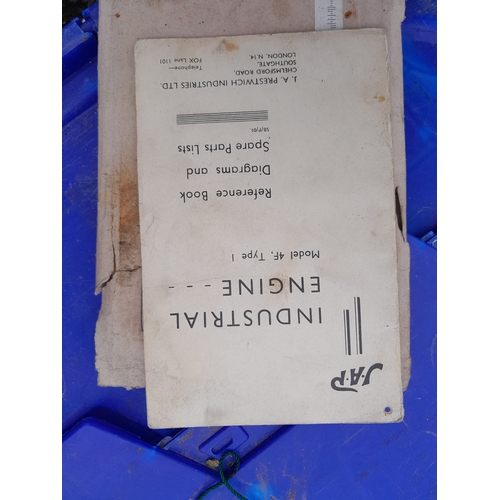 J·A·P
INDUSTRIAL
ENGINE - - -
Model 4F, Type 1
Reference Book
Diagrams and
Spare Parts Lists
J. A. PRESTWICH INDUSTRIES LTD.
CHELMSFORD ROAD,
SOUTHGATE,
LONDON, N.14.
Telephone—
FOX Lane 1101